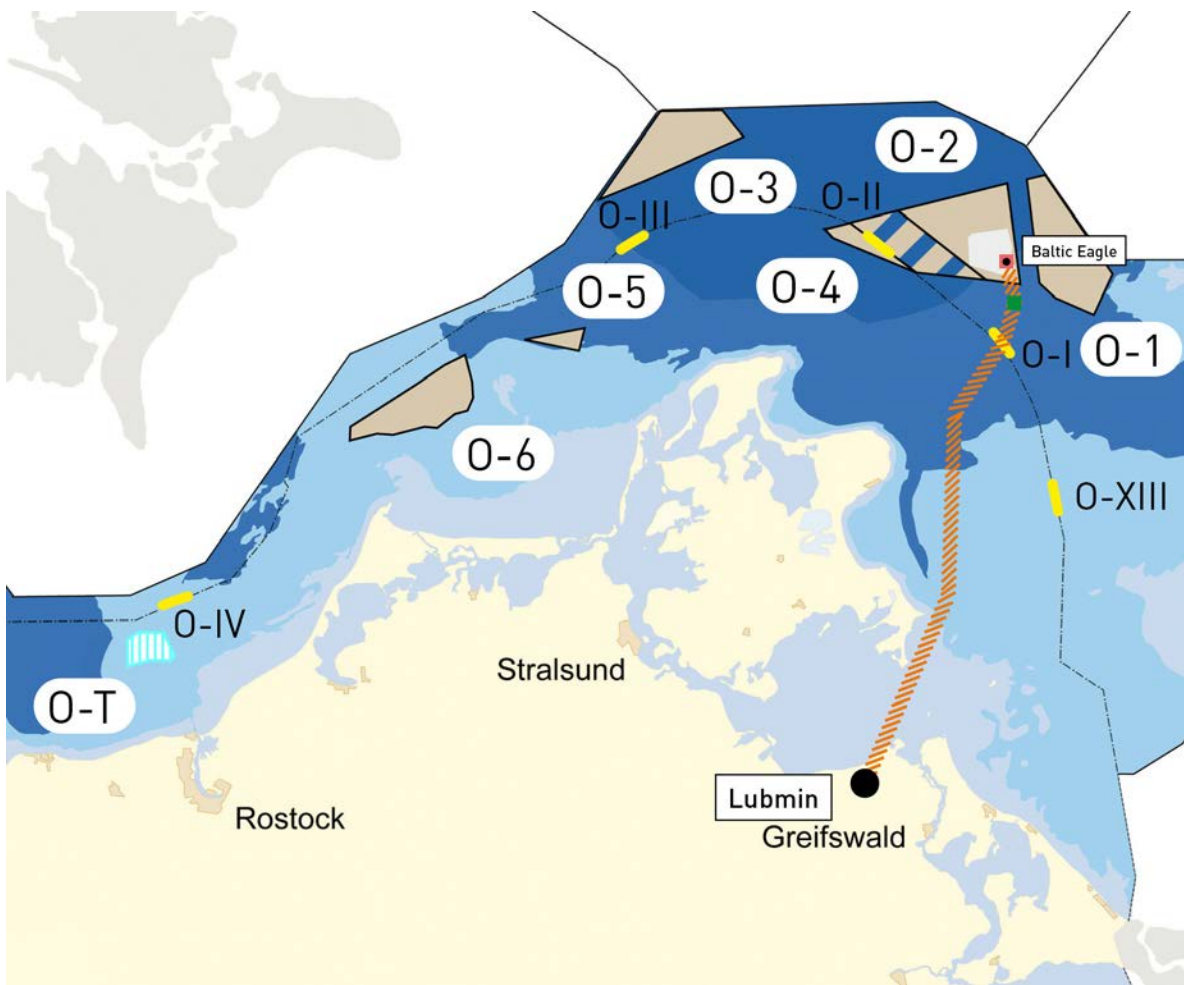 O-2
O-3
O-II
O-III
Baltic Eagle
O-5
O-4
O-I
O-1
O-6
O-XIII
O-IV
Stralsund
O-T
Lubmin
Rostock
Greifswald